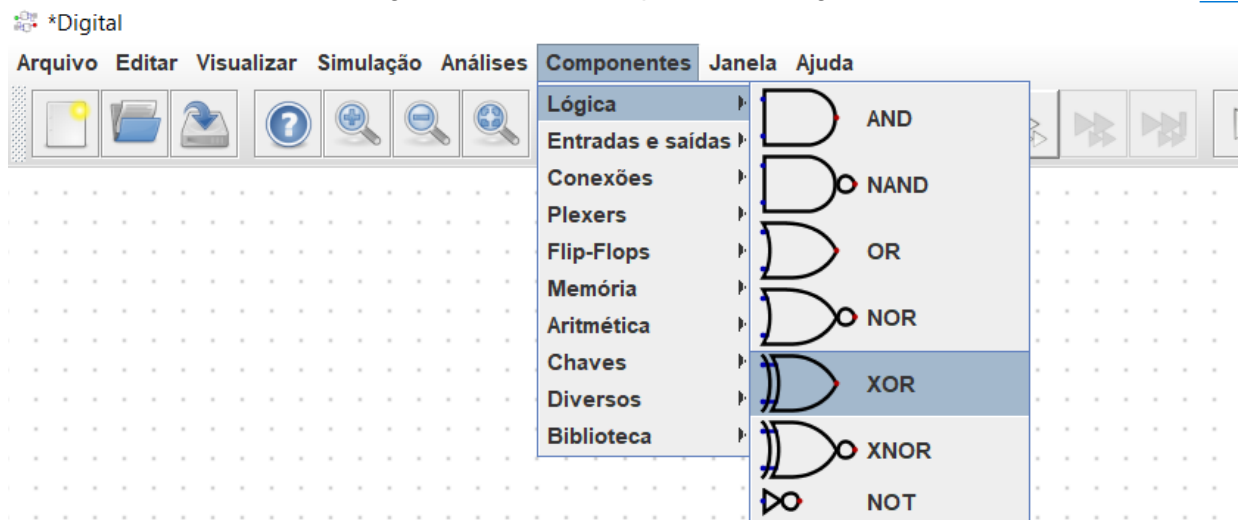 *Digital
Arquivo Editar Visualizar Simulação Análises Componentes Janela Ajuda
Lógica
Entradas e saídas
Conexões
Plexers
Flip-Flops
Memória
Aritmética
Chaves
Diversos
Biblioteca
AND
NAND
OR
NOR
XOR
XNOR
NOT